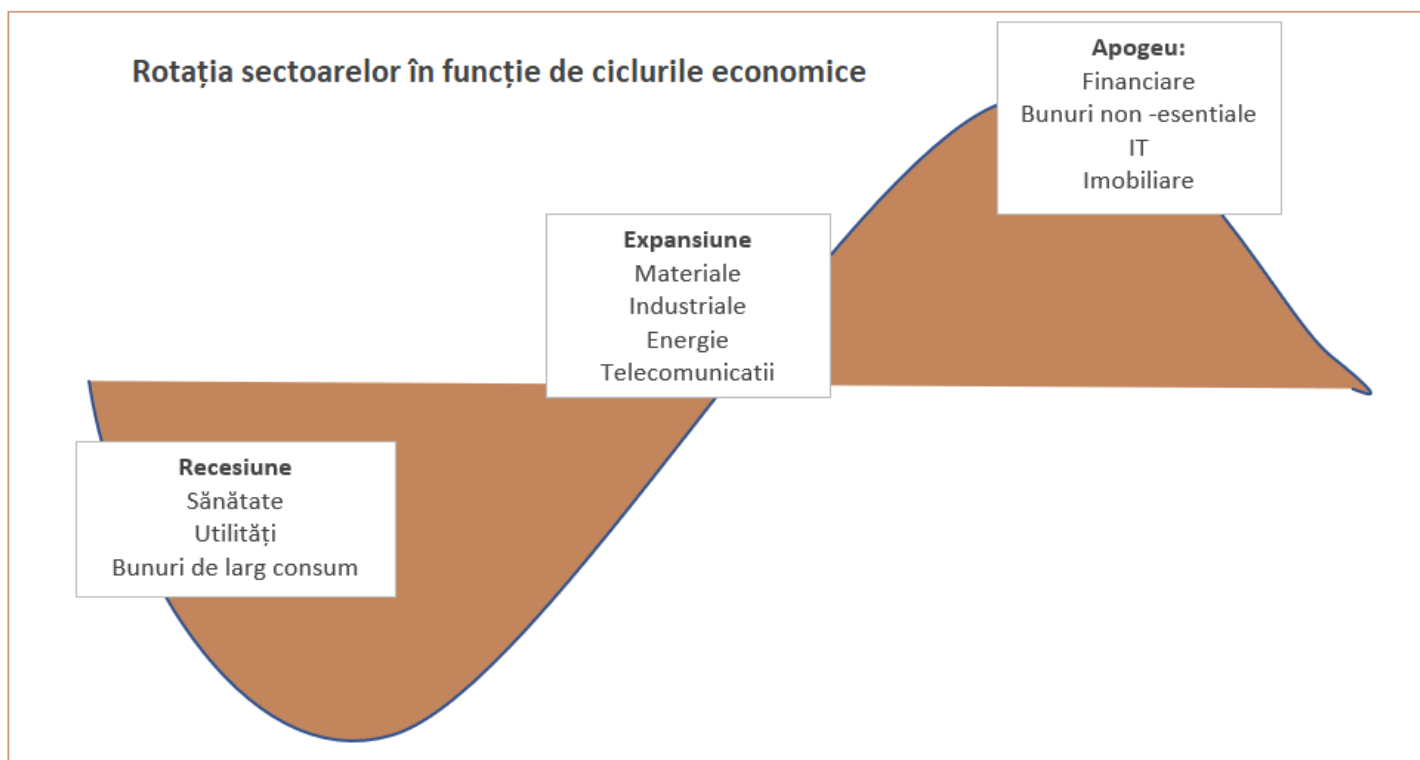 Rotația sectoarelor în funcție de ciclurile economice
Apogeu:
Financiare
Bunuri non -esentiale
IT
Imobiliare
Expansiune
Materiale
Industriale
Energie
Telecomunicatii
Recesiune
Sănătate
Utilități
Bunuri de larg consum